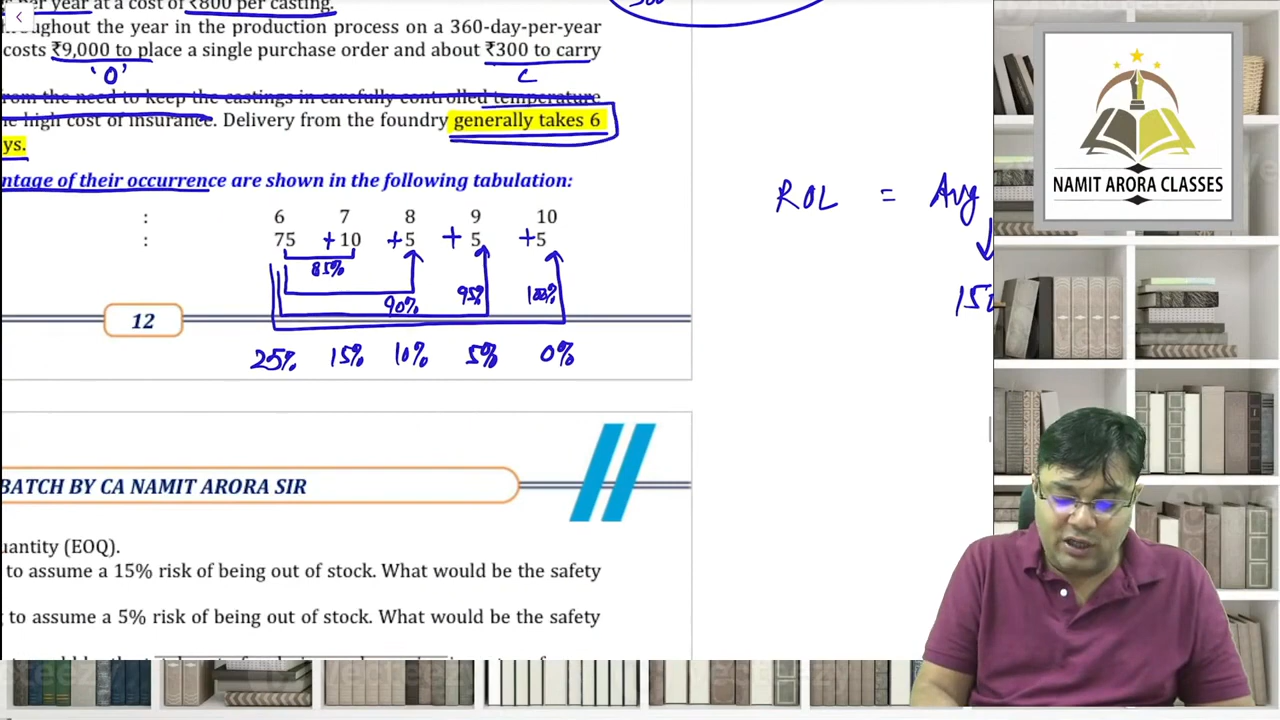 per year at a cost of ₹800 per casting.
roughout the year in the production process on a 360-day-per-year
costs ₹9,000 to place a single purchase order and about ₹300 to carry
'O'
C
rom the need to keep the castings in carefully controlled temperature
high cost of insurance. Delivery from the foundry generally takes 6
ys.
ntage of their occurrence are shown in the following tabulation:
: 6 7 8 9 10
: 75 + 10 + 5 + 5 + 5
85%
90% 95% 100%
12
25% 15% 10% 5% 0%
BATCH BY CA NAMIT ARORA SIR
uantity (EOQ).
to assume a 15% risk of being out of stock. What would be the safety
to assume a 5% risk of being out of stock. What would be the safety
ROL = Avg
NAMIT ARORA CLASSES